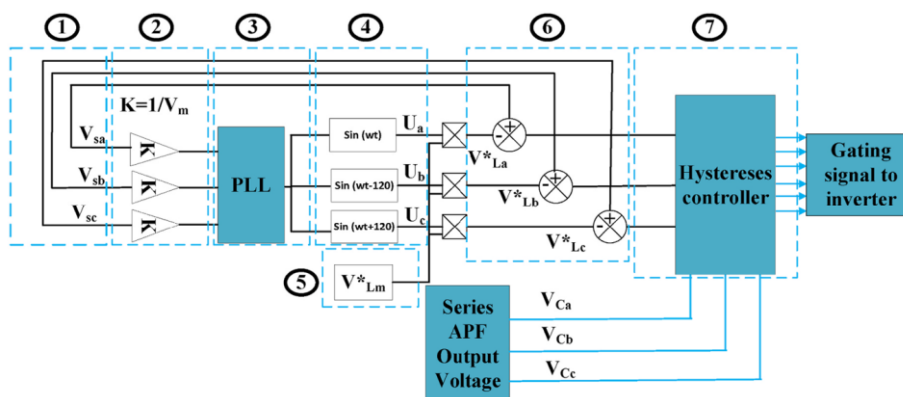 1
2
3
4
6
7
K=1/Vm
Vsa
K
Vsb
K
Vsc
K
PLL
Sin (wt)
Ua
Sin (wt-120)
Ub
Sin (wt+120)
Uc
5
V*Lm
-
+
V*La
-
+
V*Lb
-
+
V*Lc
Hystereses
controller
Gating
signal to
inverter
Series
APF
Output
Voltage
VCa
VCb
VCc